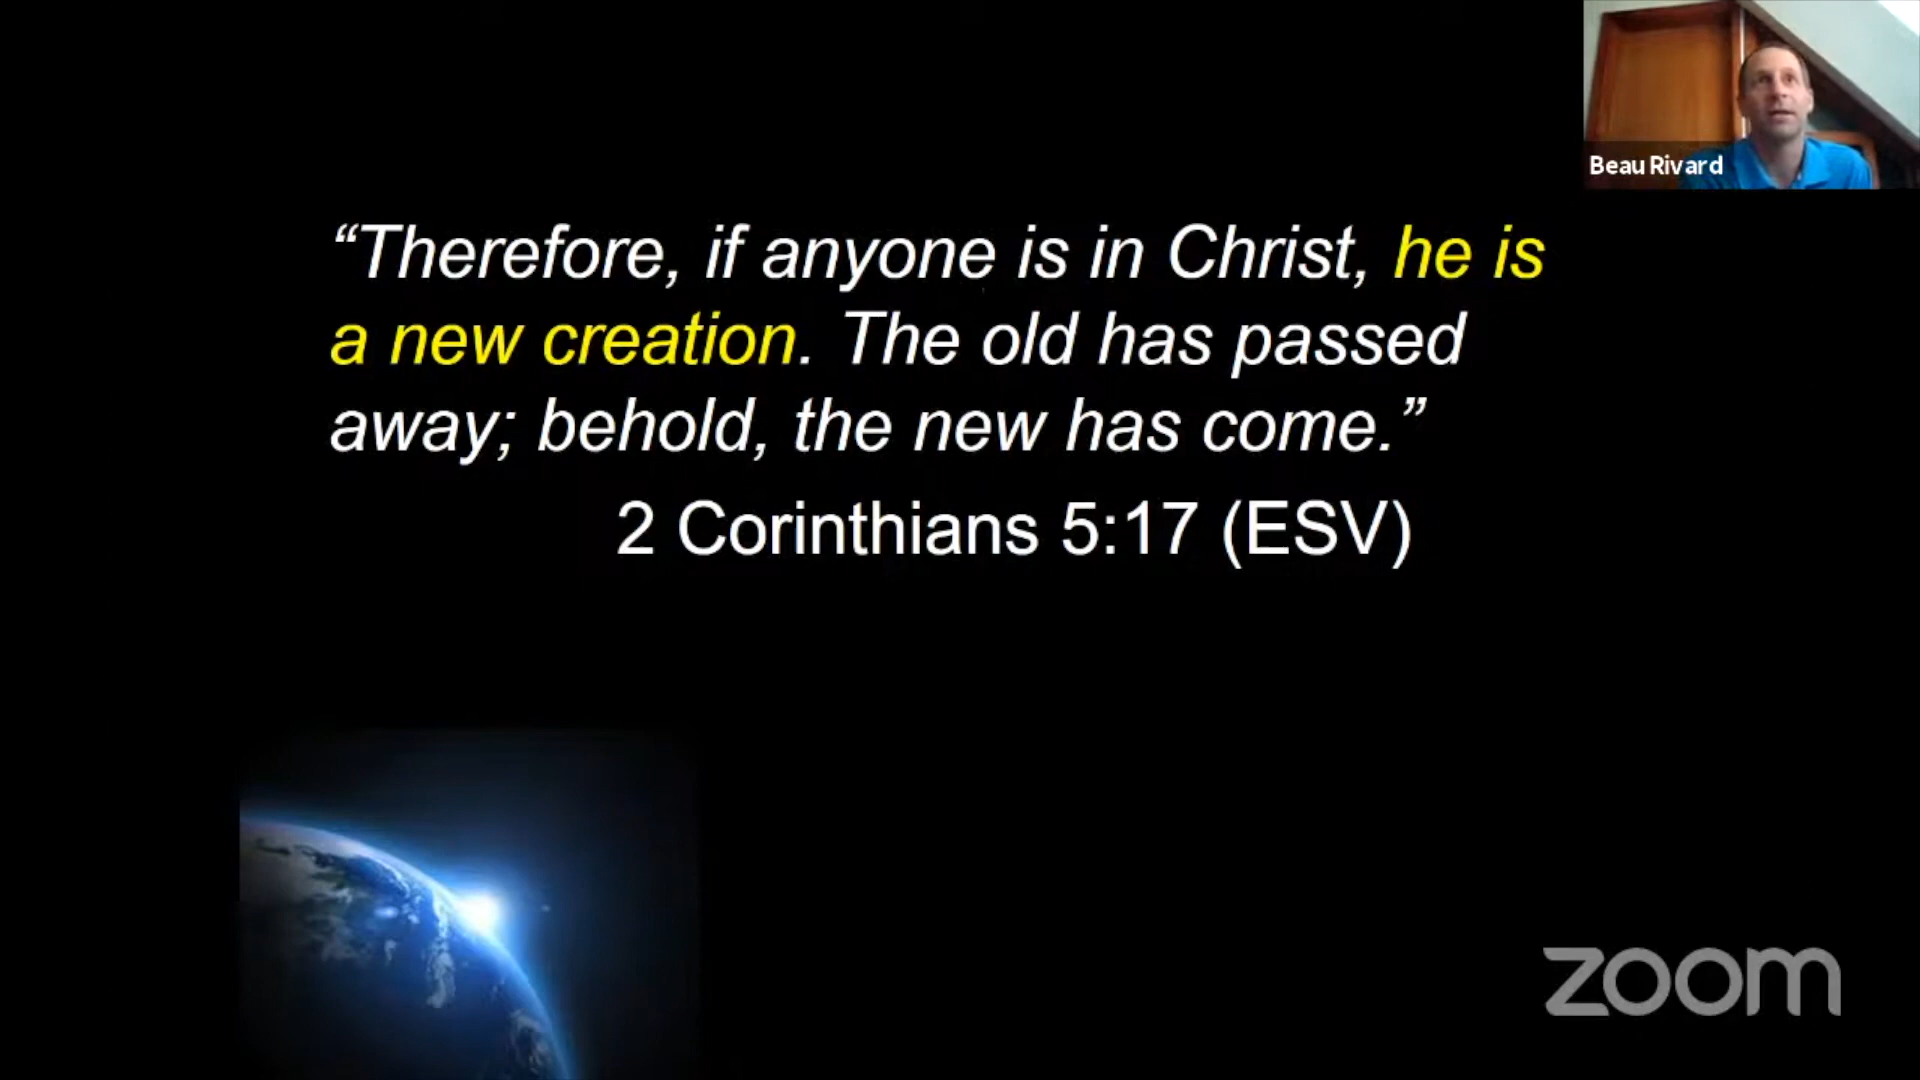 Beau Rivard
“Therefore, if anyone is in Christ, he is
a new creation. The old has passed
away; behold, the new has come.”
2 Corinthians 5:17 (ESV)
zoom